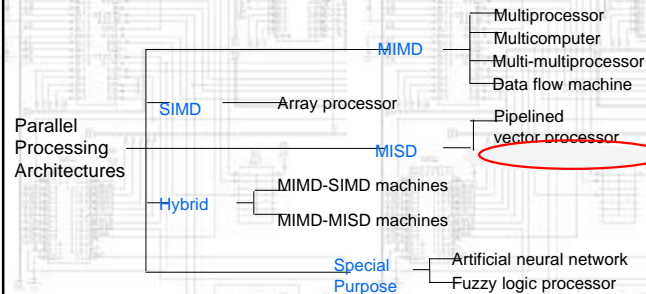 Parallel
Processing
Architectures
MIMD
Multiprocessor
Multicomputer
Multi-multiprocessor
Data flow machine
SIMD
Array processor
MISD
Pipelined
vector processor
Hybrid
MIMD-SIMD machines
MIMD-MISD machines
Special
Purpose
Artificial neural network
Fuzzy logic processor